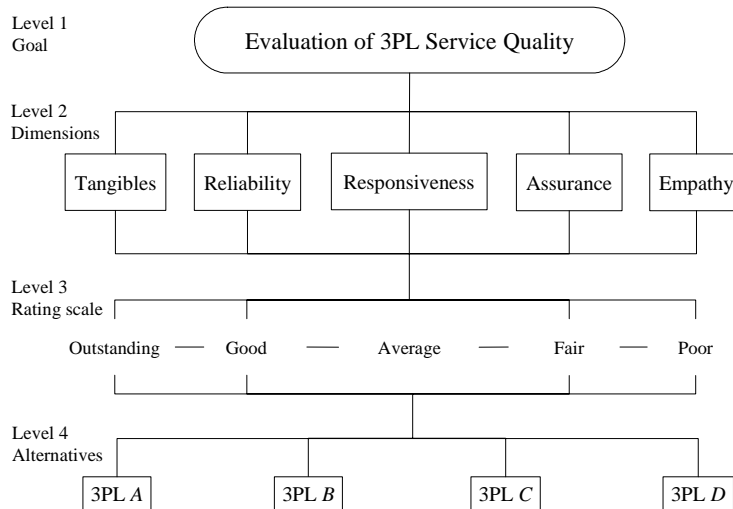 Level 1
Goal
Evaluation of 3PL Service Quality
Level 2
Dimensions
Tangibles
Reliability
Responsiveness
Assurance
Empathy
Level 3
Rating scale
Outstanding
Good
Average
Fair
Poor
Level 4
Alternatives
3PL A
3PL B
3PL C
3PL D